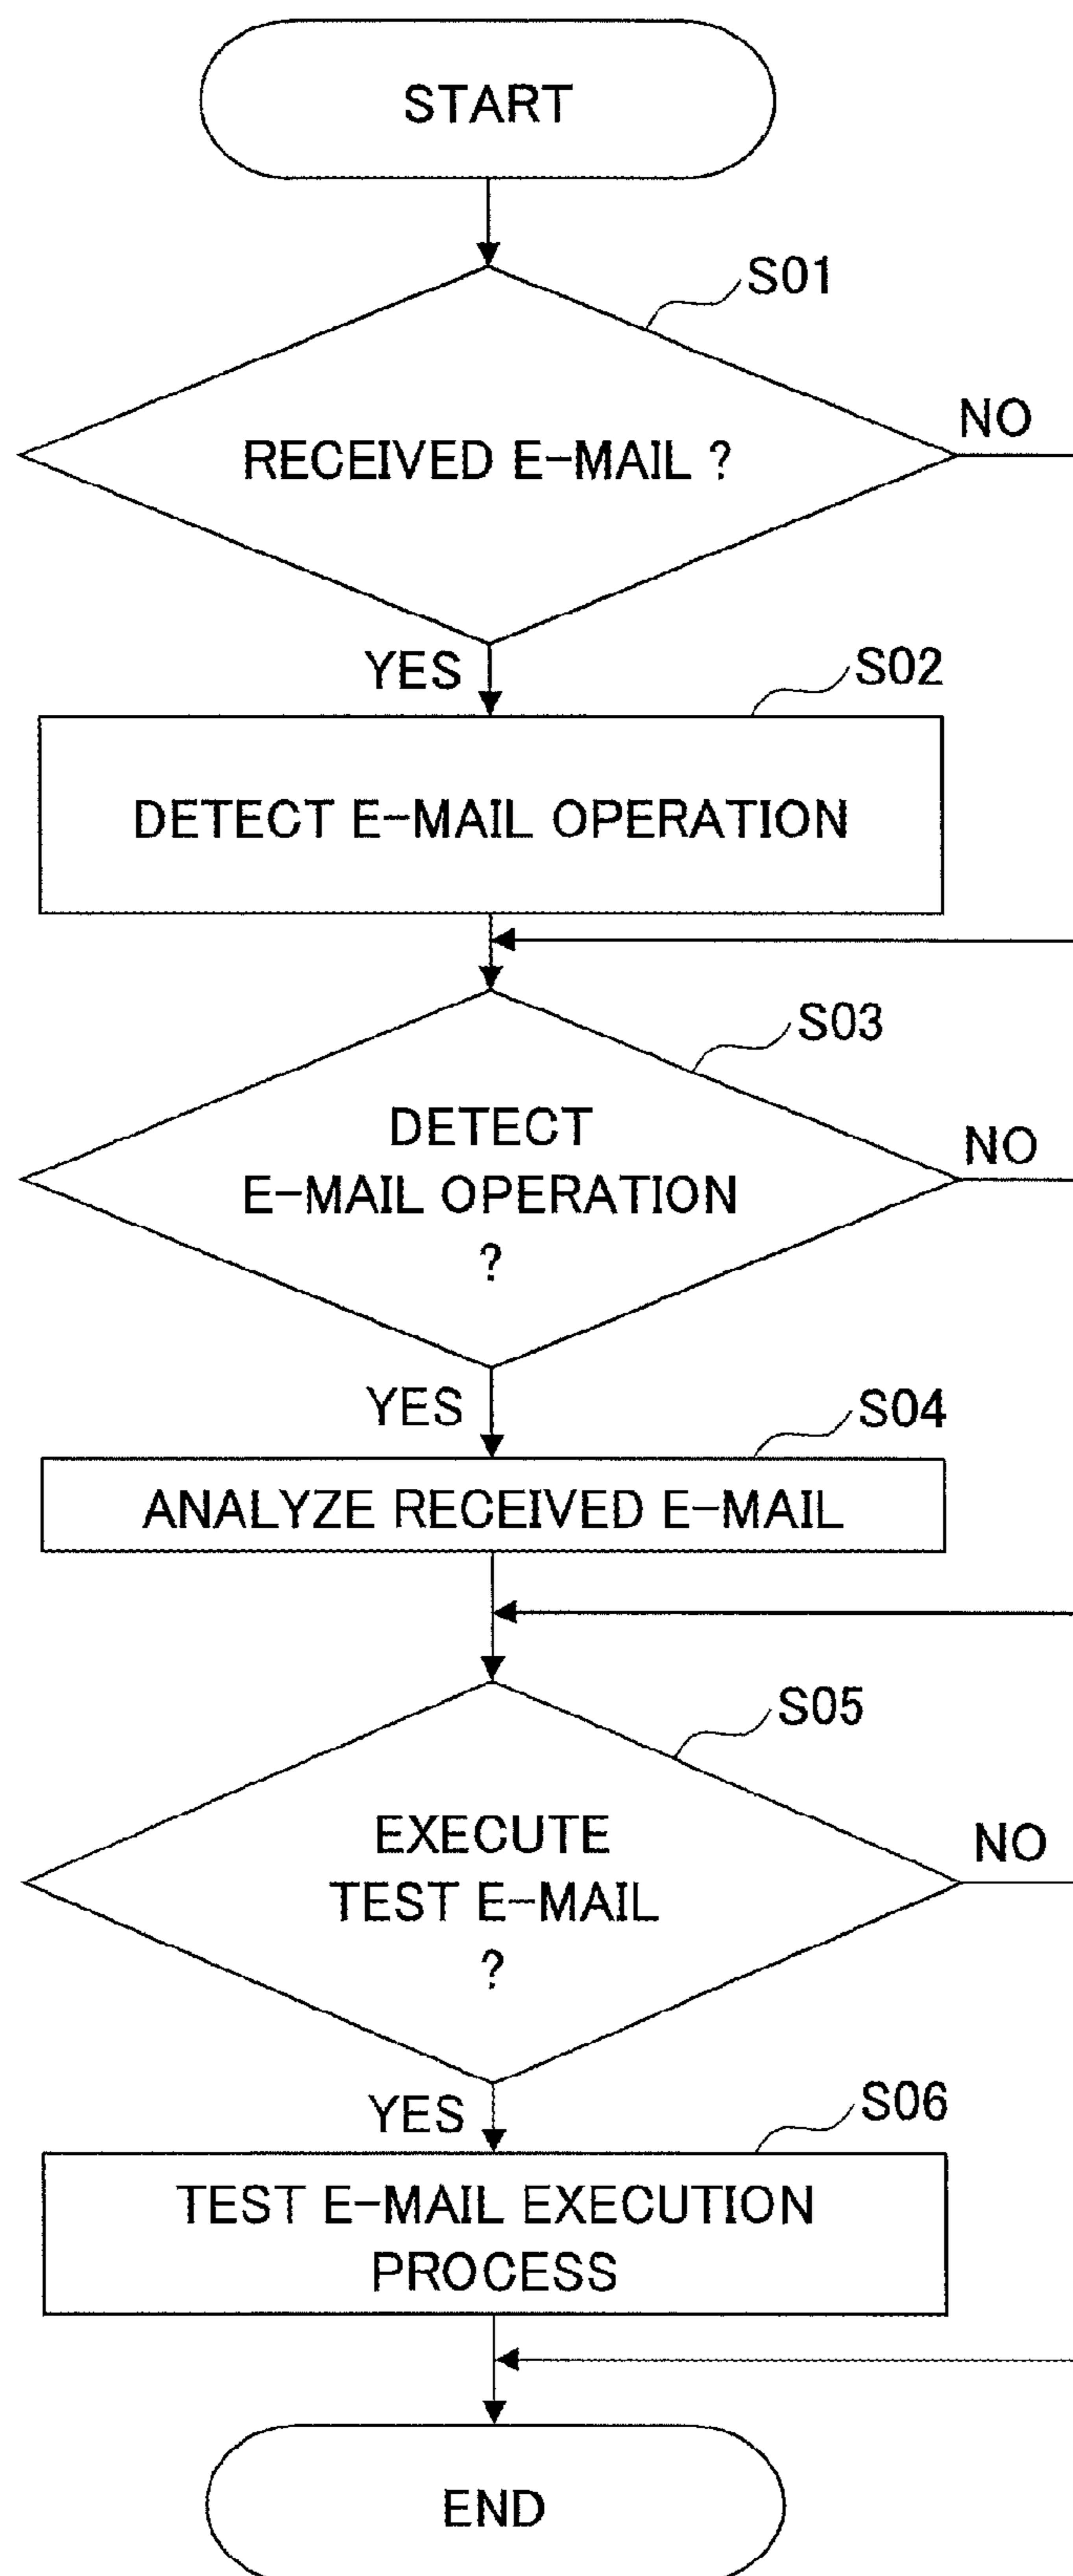 START
S01
RECEIVED E-MAIL ?
NO
YES
S02
DETECT E-MAIL OPERATION
S03
DETECT
E-MAIL OPERATION
?
NO
YES
S04
ANALYZE RECEIVED E-MAIL
S05
EXECUTE
TEST E-MAIL
?
NO
YES
S06
TEST E-MAIL EXECUTION
PROCESS
END